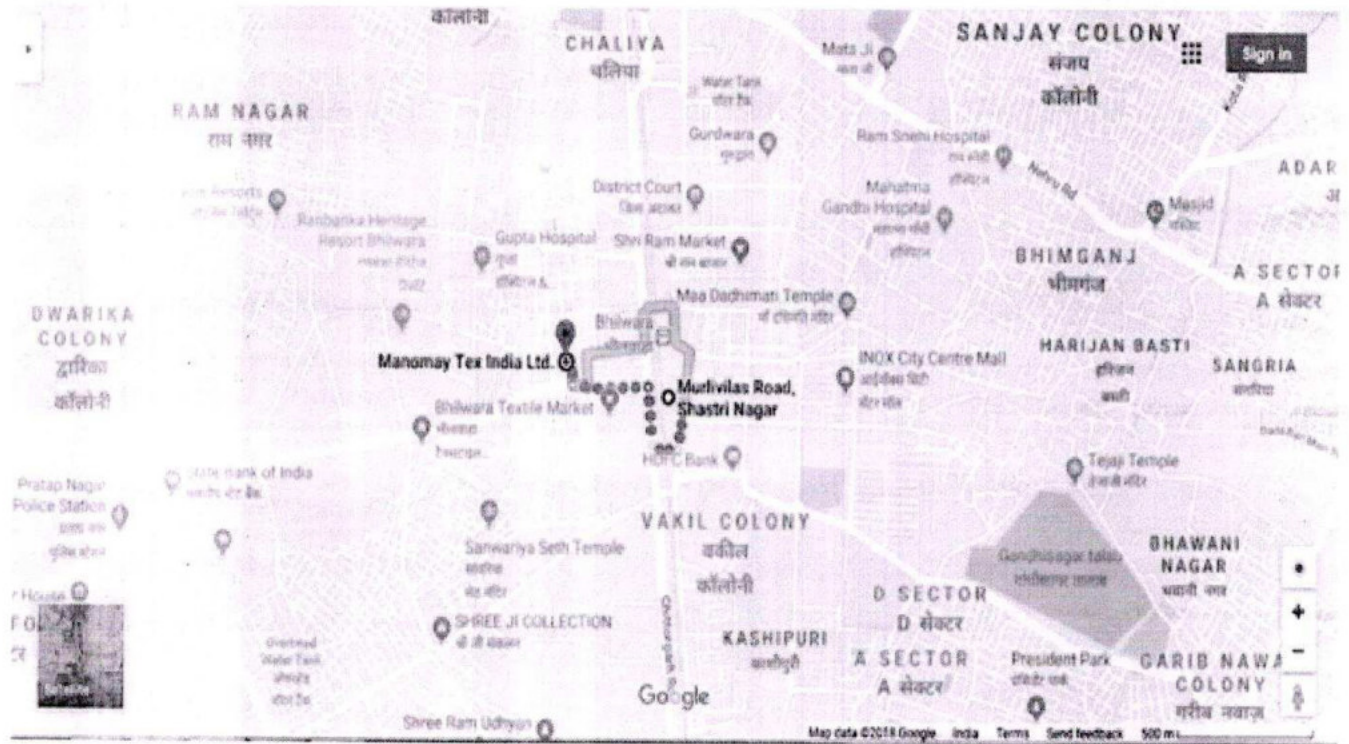 कॉलोनी
CHALIYA
चलिया
SANJAY COLONY
संजय
कॉलोनी
Sign in
Mata Ji
माता जी
Water Tank
वॉटर टैंक
RAM NAGAR
राम नगर
Gurdwara
Ram Snehi Hospital
Nehru Rd
ADAR
District Court
जिला अदालत
Mahatma
Gandhi Hospital
हॉस्पिटल
Masjid
Ranbanka Heritage
Resort Bhilwara
Gupta Hospital
Shri Ram Market
श्री राम बाजार
BHIMGANJ
भीमगंज
A SECTOR
A सेक्टर
DWARIKA
COLONY
द्वारिका
कॉलोनी
Maa Dadhimati Temple
Bhilwara
Manomay Tex India Ltd.
HARIJAN BASTI
हरिजन
बस्ती
INOX City Centre Mall
SANGRIA
Murlivilas Road,
Shastri Nagar
Bhilwara Textile Market
HDFC Bank
Tejaji Temple
State Bank of India
Pratap Nagar
Police Station
VAKIL COLONY
वकील
कॉलोनी
Sanwariya Seth Temple
Gandhisagar talab
BHAWANI
NAGAR
भवानी नगर
D SECTOR
D सेक्टर
SHREE JI COLLECTION
KASHIPURI
काशीपुरी
A SECTOR
A सेक्टर
President Park
GARIB NAWA
COLONY
गरीब नवाज़
Overhead
Water Tank
Satellite
Google
Shree Ram Udhyan
Map data ©2018 Google India Terms Send feedback 500 m